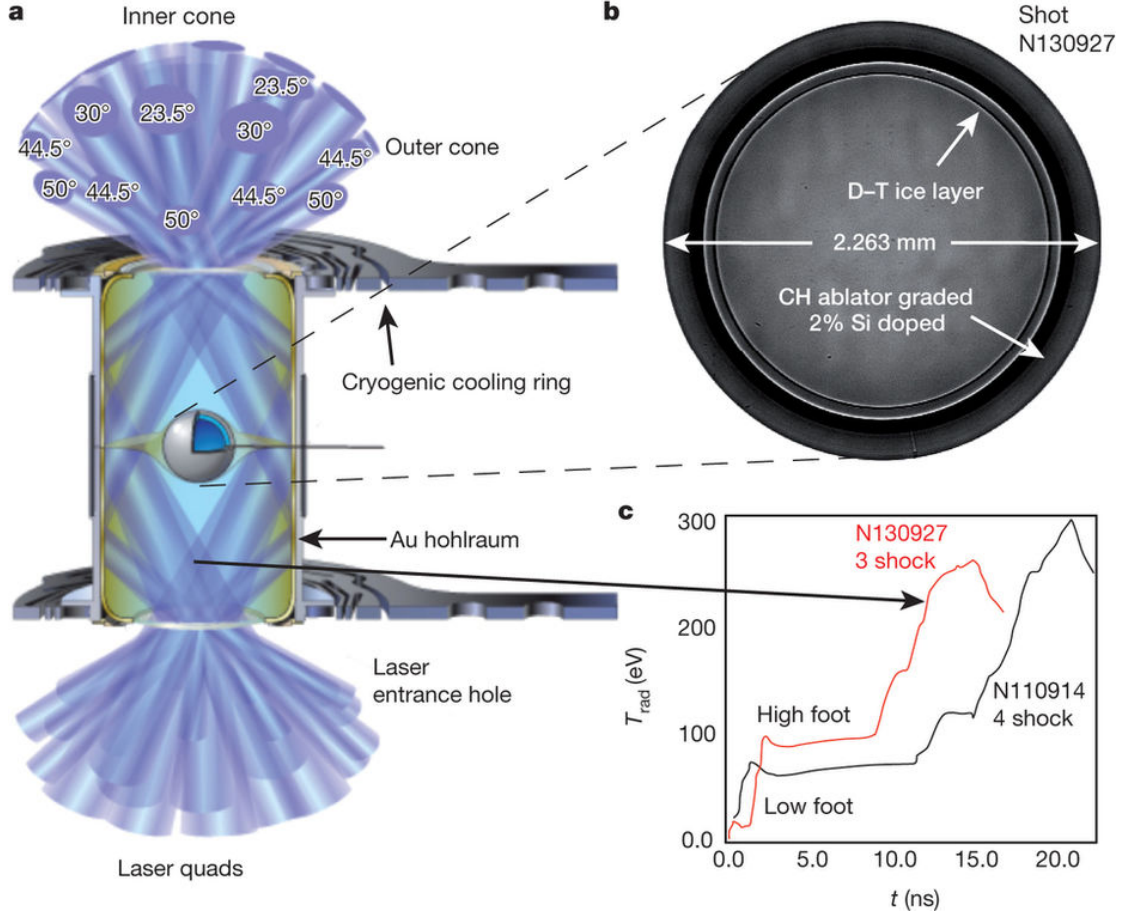 a
Inner cone
23.5°
30°
23.5°
30°
44.5°
44.5°
Outer cone
50°
44.5°
44.5°
50°
50°
Cryogenic cooling ring
Au hohlraum
Laser
entrance hole
Laser quads
b
Shot
N130927
D–T ice layer
2.263 mm
CH ablator graded
2% Si doped
c
300
200
100
0.0
T rad (eV)
N130927
3 shock
High foot
Low foot
N110914
4 shock
0.0
5.0
10.0
15.0
20.0
t (ns)